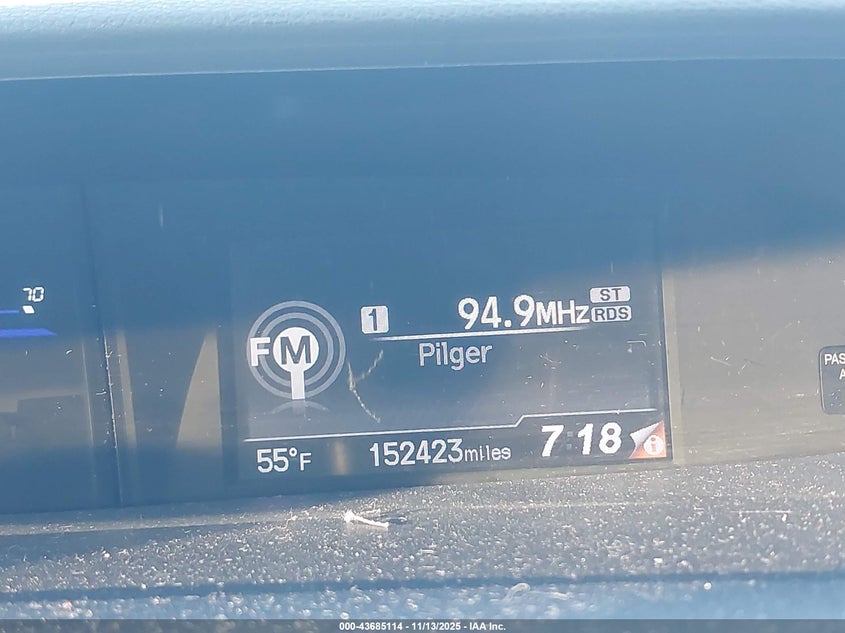 70
FM
1
94.9MHz
ST
RDS
Pilger
55°F
152423miles
7:18
PAS
A
000-43685114 - 11/13/2025 - IAA Inc.